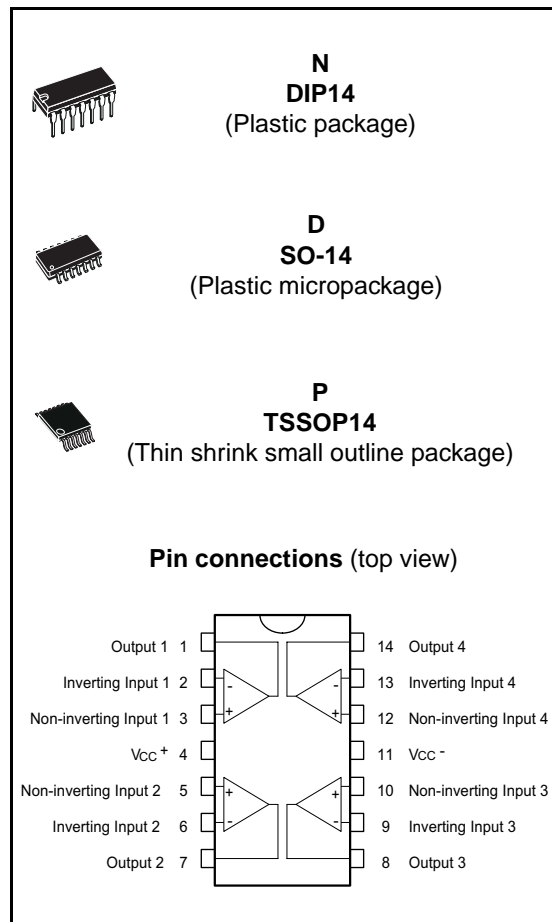 N
DIP14
(Plastic package)
D
SO-14
(Plastic micropackage)
P
TSSOP14
(Thin shrink small outline package)
Pin connections (top view)
Output 1 1 14 Output 4
Inverting Input 1 2 - - 13 Inverting Input 4
Non-inverting Input 1 3 + + 12 Non-inverting Input 4
VCC + 4 11 VCC -
Non-inverting Input 2 5 + + 10 Non-inverting Input 3
Inverting Input 2 6 - - 9 Inverting Input 3
Output 2 7 8 Output 3